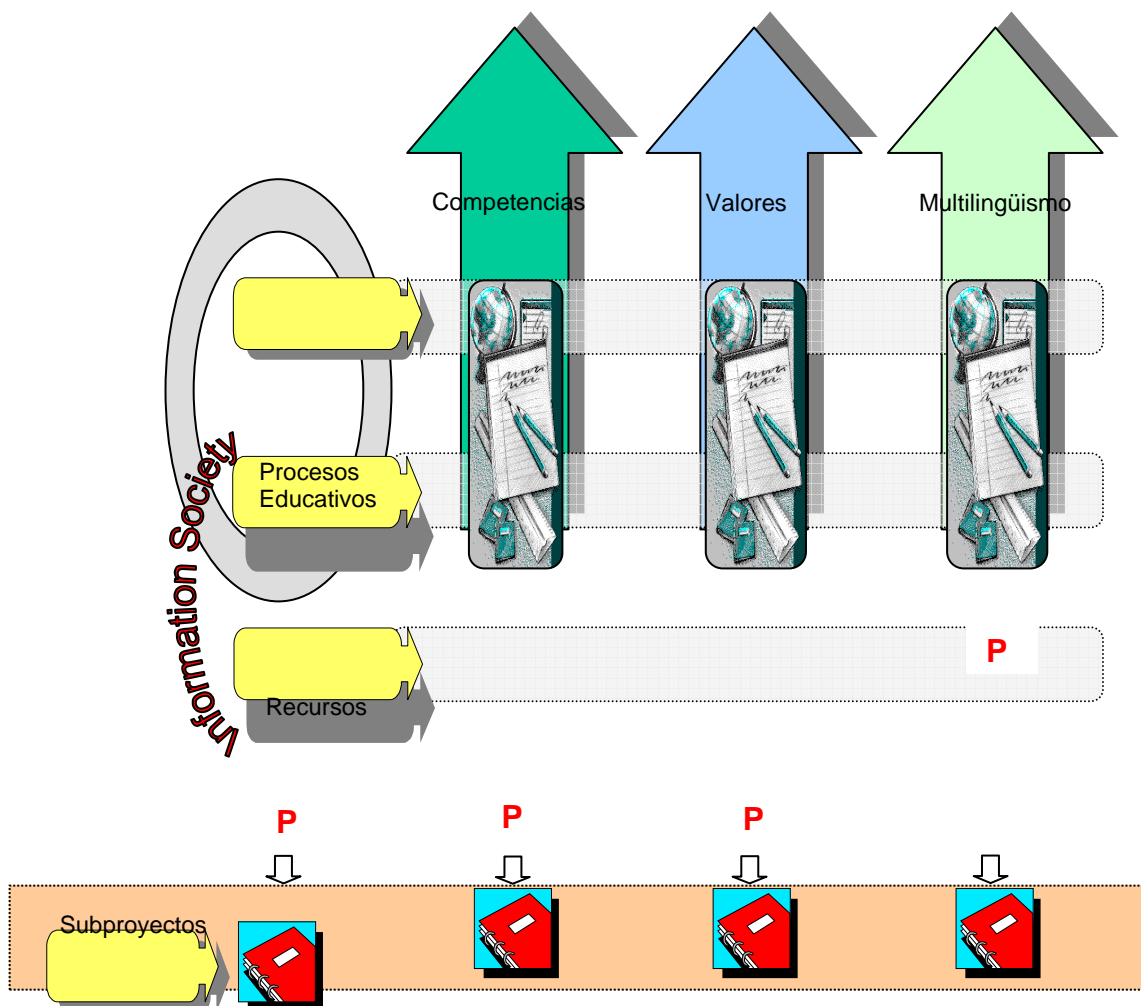 Competencias
Valores
Multilingüismo
Procesos
Educativos
Information Society
P
Recursos
P
P
P
Subproyectos